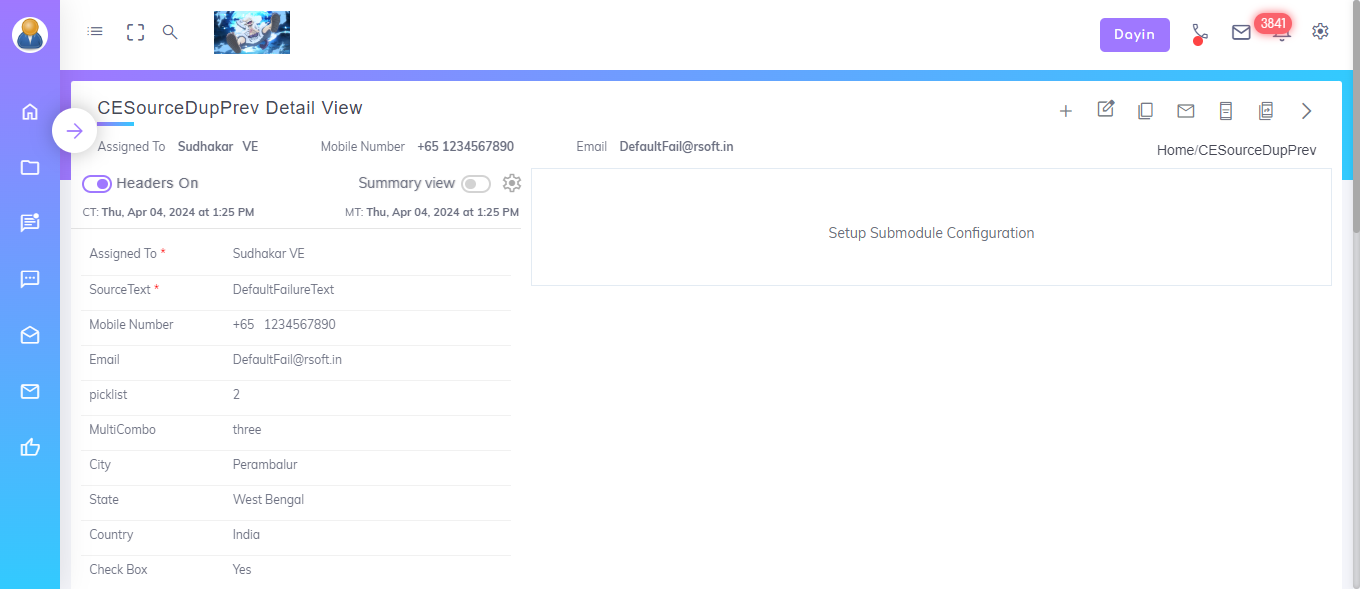 Dayin
3841
CESourceDupPrev Detail View
Assigned To Sudhakar VE Mobile Number +65 1234567890 Email DefaultFail@rsoft.in Home/CESourceDupPrev
Headers On Summary view
CT: Thu, Apr 04, 2024 at 1:25 PM MT: Thu, Apr 04, 2024 at 1:25 PM
Setup Submodule Configuration
Assigned To * Sudhakar VE
SourceText * DefaultFailureText
Mobile Number +65 1234567890
Email DefaultFail@rsoft.in
picklist 2
MultiCombo three
City Perambalur
State West Bengal
Country India
Check Box Yes